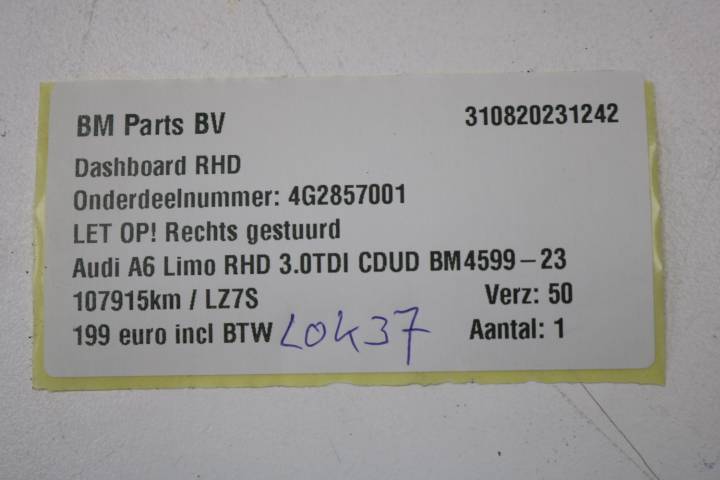 BM Parts BV 310820231242
Dashboard RHD
Onderdeelnummer: 4G2857001
LET OP! Rechts gestuurd
Audi A6 Limo RHD 3.0TDI CDUD BM4599-23
107915km / LZ7S Verz: 50
199 euro incl BTW LOK37 Aantal: 1